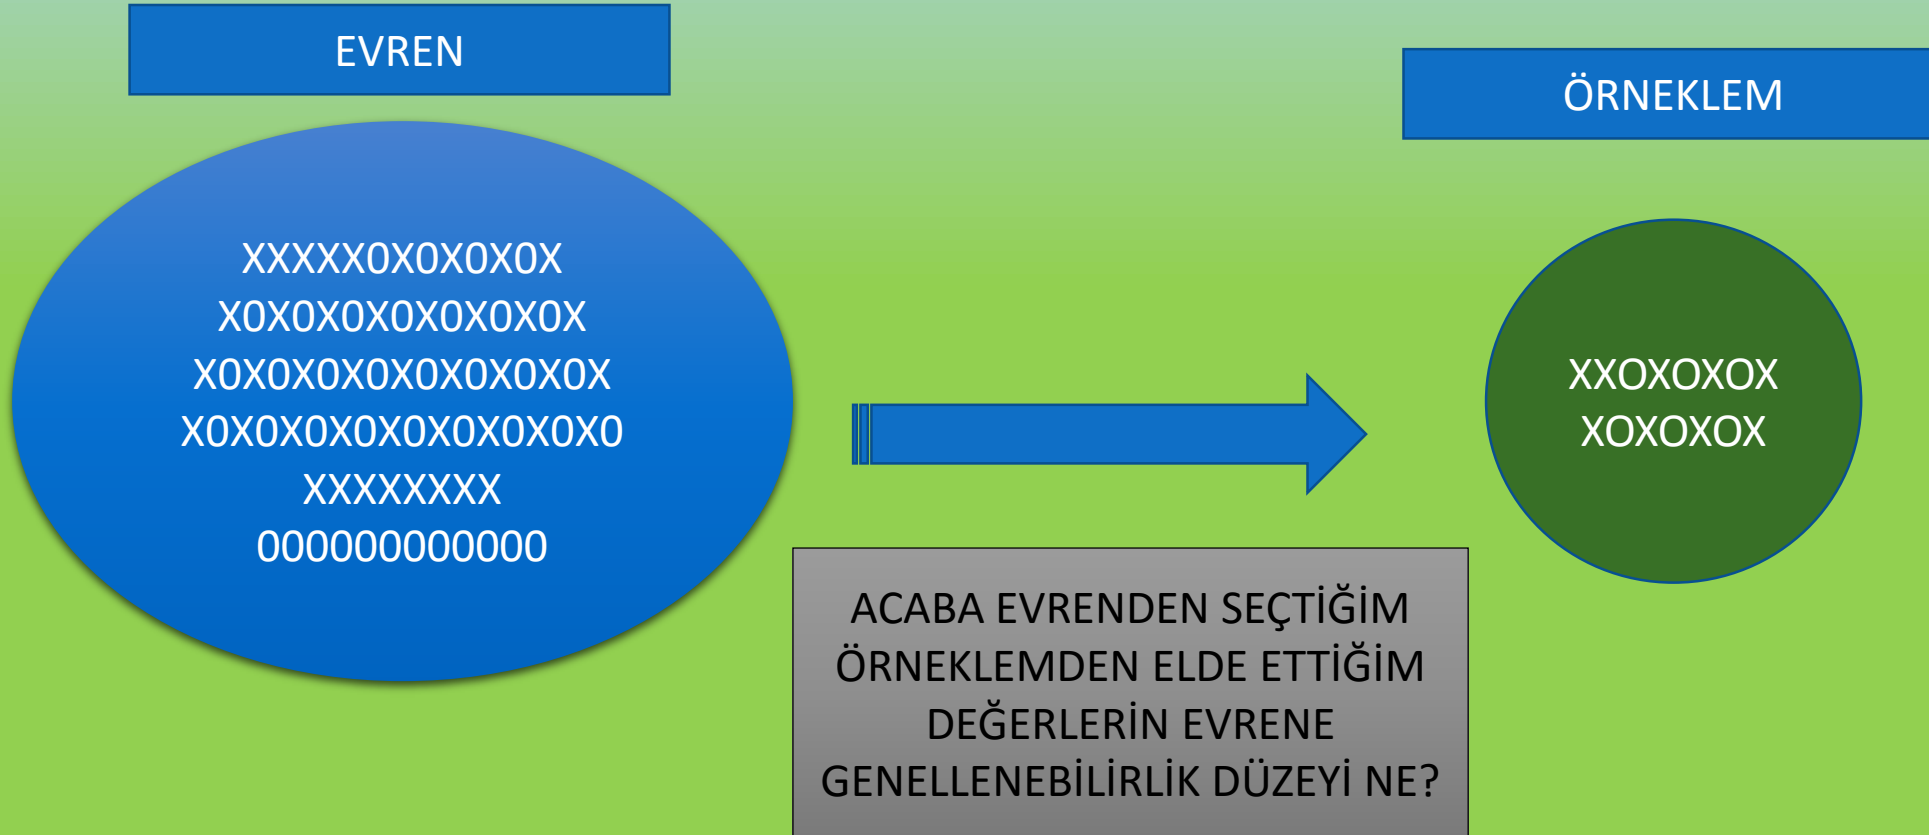 EVREN
ÖRNEKLEM
XXXXX0X0X0X0X
X0X0X0X0X0X0X0X
X0X0X0X0X0X0X0X0X
X0X0X0X0X0X0X0X0X0
XXXXXXXX
000000000000
XXOXOXOX
XOXOXOX
ACABA EVRENDEN SEÇTİĞİM
ÖRNEKLEMDEN ELDE ETTİĞİM
DEĞERLERİN EVRENE
GENELLENEBİLİRLİK DÜZEYİ NE?